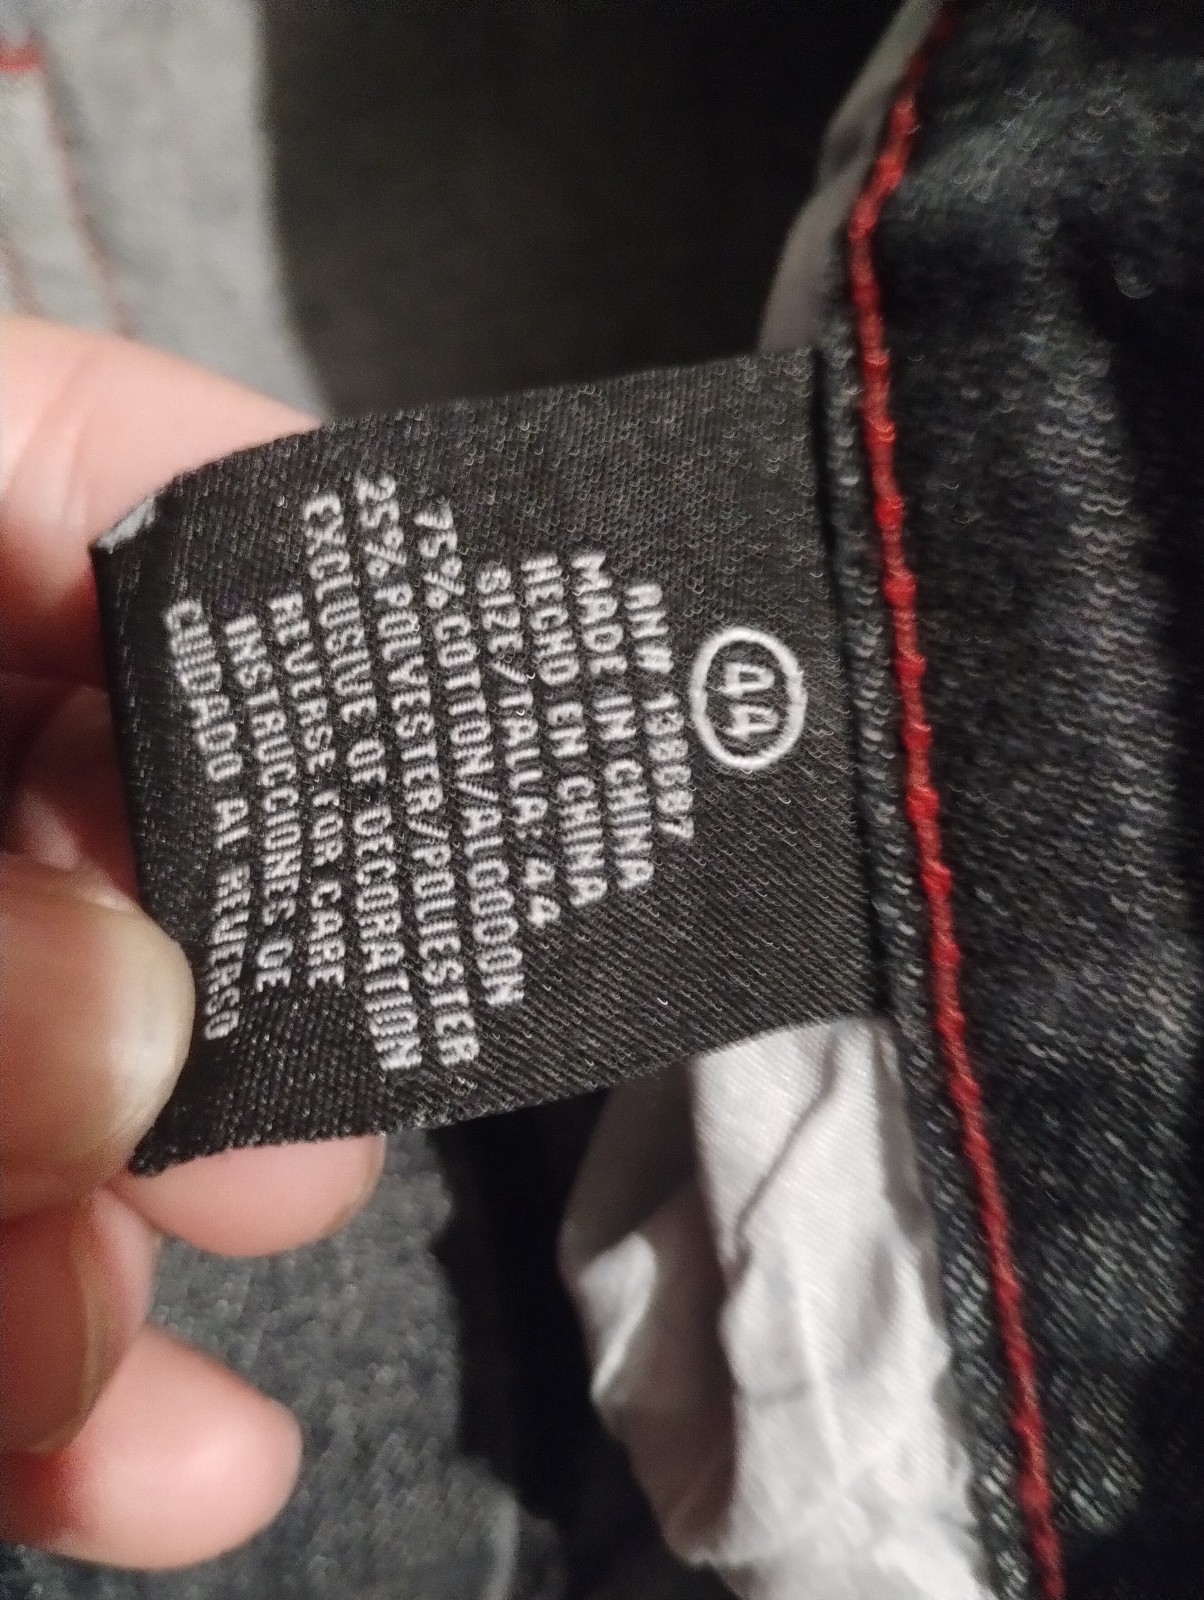 44
RN# 13887
MADE IN CHINA
HECHO EN CHINA
SIZE/TALLA: 44
75% COTTON/ALGODON
25% POLYESTER/POLIESTER
EXCLUSIVE OF DECORATION
REVERSE FOR CARE
INSTRUCCIONES DE
CUIDADO AL REVERSO